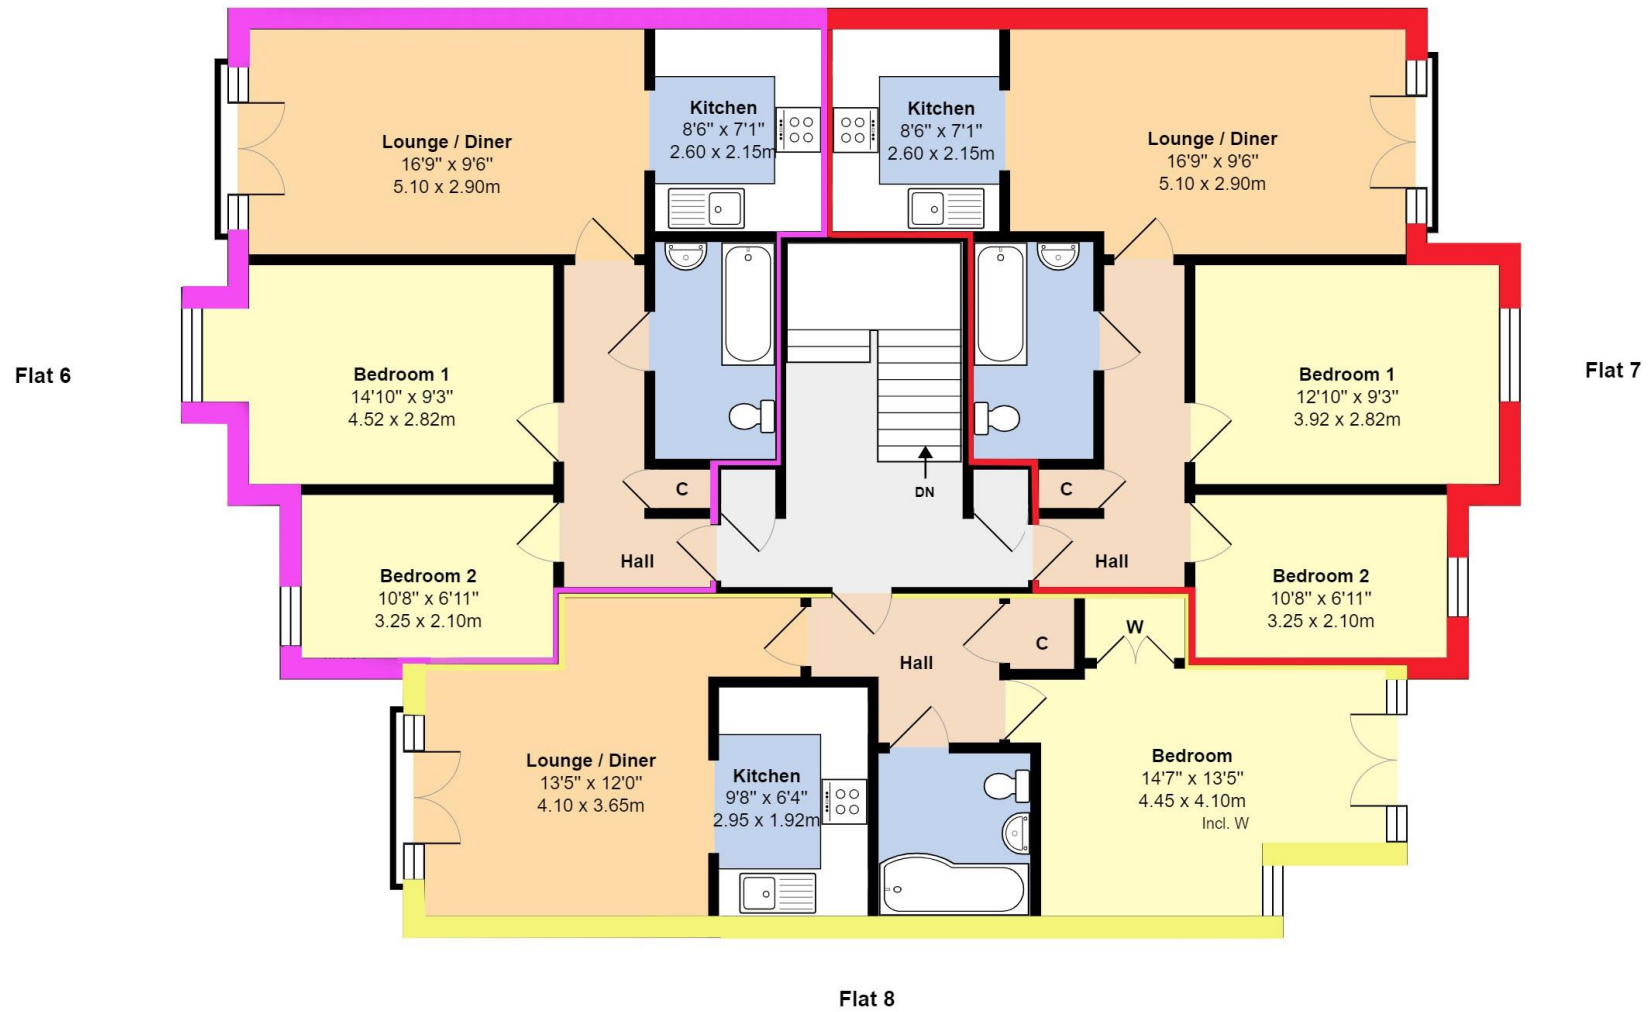 Lounge / Diner
16'9" x 9'6"
5.10 x 2.90m
Kitchen
8'6" x 7'1"
2.60 x 2.15m
Kitchen
8'6" x 7'1"
2.60 x 2.15m
Lounge / Diner
16'9" x 9'6"
5.10 x 2.90m
Flat 6
Bedroom 1
14'10" x 9'3"
4.52 x 2.82m
Bedroom 1
12'10" x 9'3"
3.92 x 2.82m
Flat 7
C
DN
C
Bedroom 2
10'8" x 6'11"
3.25 x 2.10m
Hall
Hall
Bedroom 2
10'8" x 6'11"
3.25 x 2.10m
Hall
C
W
Lounge / Diner
13'5" x 12'0"
4.10 x 3.65m
Kitchen
9'8" x 6'4"
2.95 x 1.92m
Bedroom
14'7" x 13'5"
4.45 x 4.10m
Incl. W
Flat 8